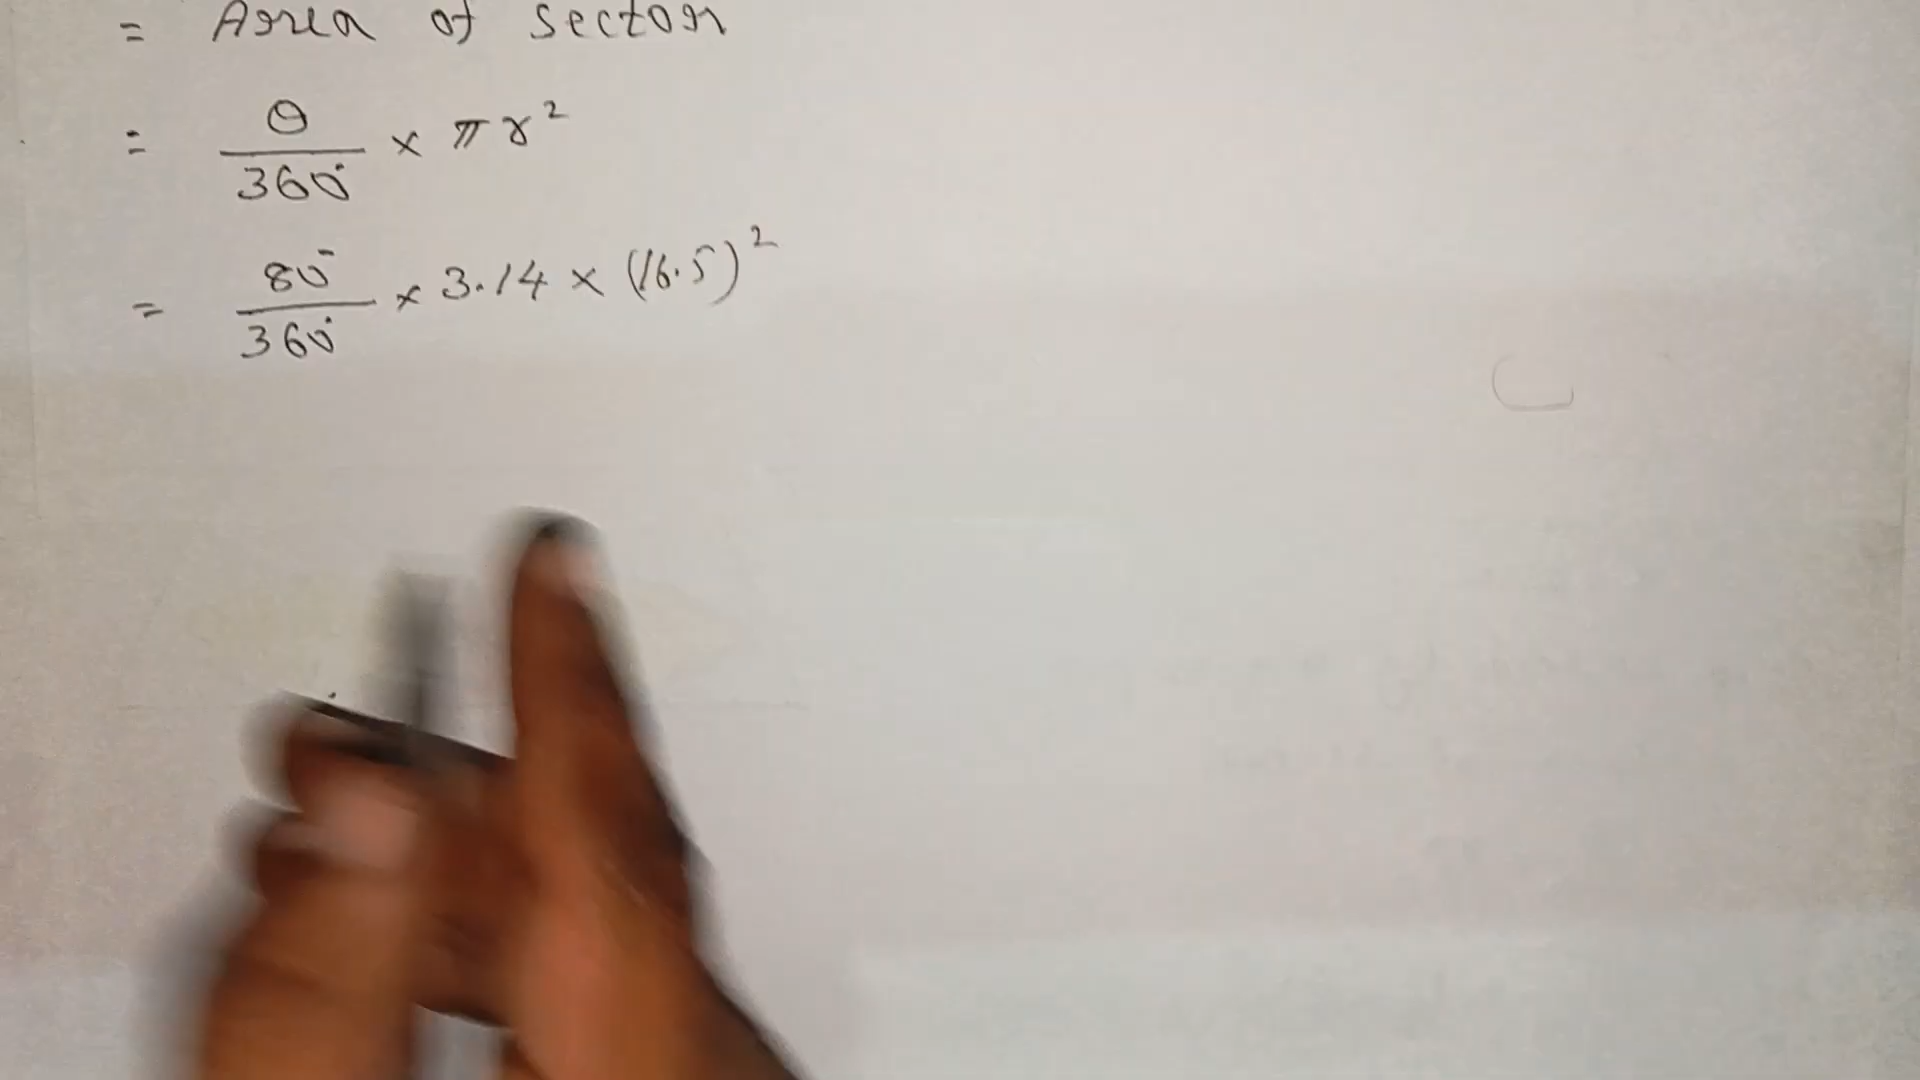 = Area of sector
= θ/360° × πr²
= 80°/360° × 3.14 × (16.5)²